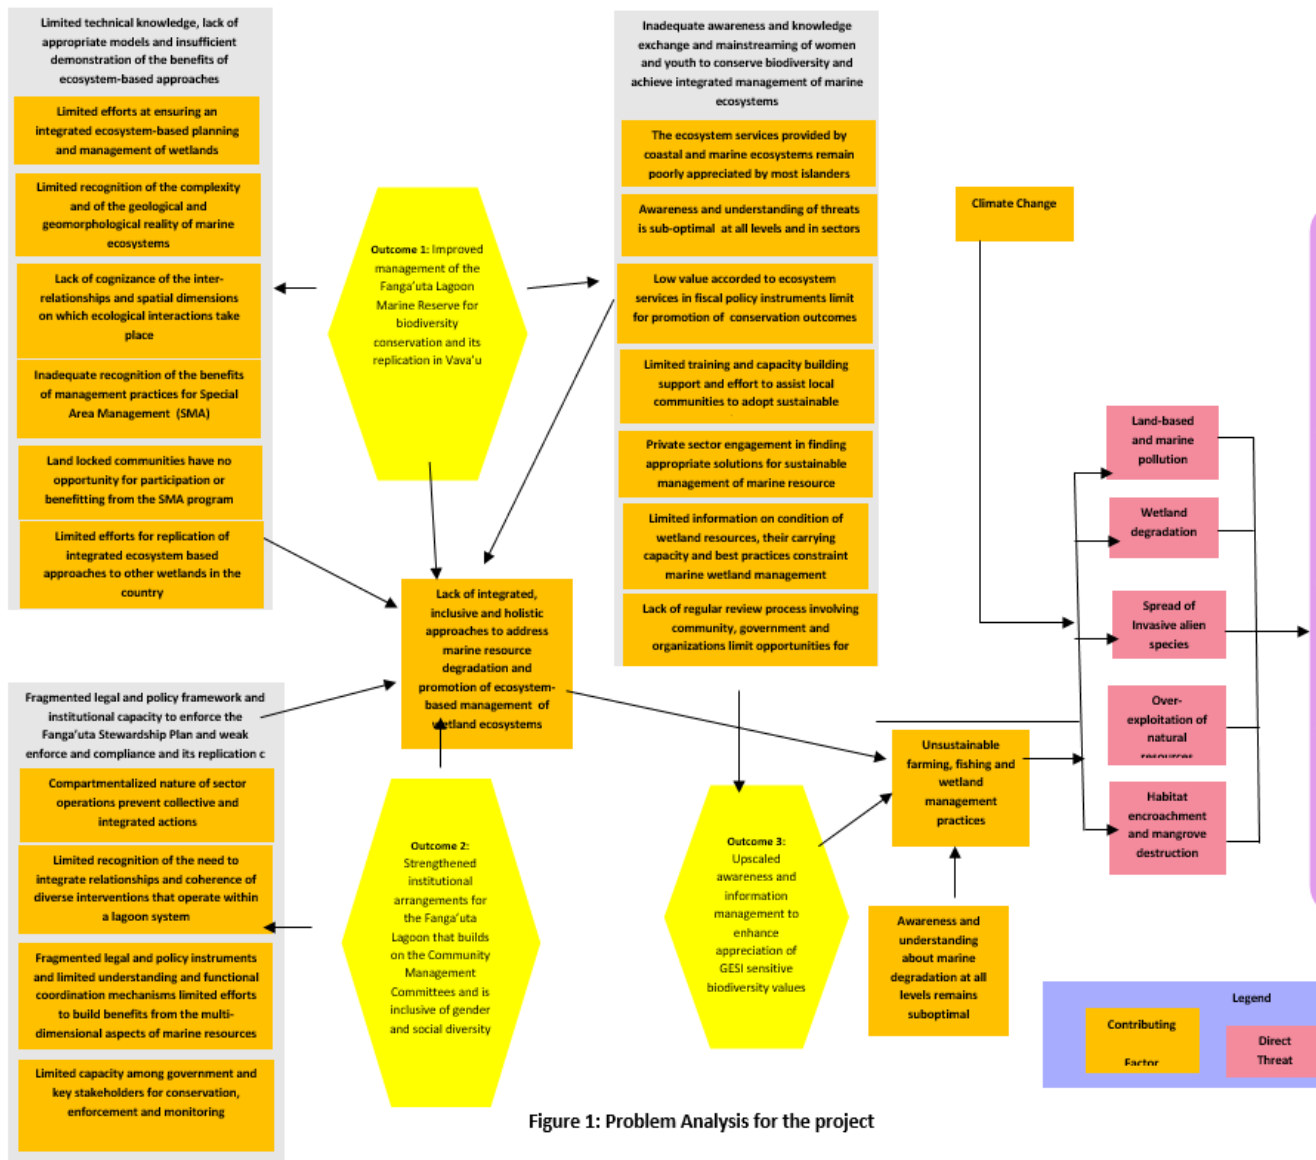 Limited technical knowledge, lack of
appropriate models and insufficient
demonstration of the benefits of
ecosystem-based approaches
Limited efforts at ensuring an
integrated ecosystem-based planning
and management of wetlands
Limited recognition of the complexity
and of the geological and
geomorphological reality of marine
ecosystems
Lack of cognizance of the inter-
relationships and spatial dimensions
on which ecological interactions take
place
Inadequate recognition of the benefits
of management practices for Special
Area Management (SMA)
Land locked communities have no
opportunity for participation or
benefitting from the SMA program
Limited efforts for replication of
integrated ecosystem based
approaches to other wetlands in the
country
Outcome 1: Improved
management of the
Fanga'uta Lagoon
Marine Reserve for
biodiversity
conservation and its
replication in Vava'u
Inadequate awareness and knowledge
exchange and mainstreaming of women
and youth to conserve biodiversity and
achieve integrated management of marine
ecosystems
The ecosystem services provided by
coastal and marine ecosystems remain
poorly appreciated by most islanders
Awareness and understanding of threats
is sub-optimal at all levels and in sectors
Low value accorded to ecosystem
services in fiscal policy instruments limit
for promotion of conservation outcomes
Limited training and capacity building
support and effort to assist local
communities to adopt sustainable
Private sector engagement in finding
appropriate solutions for sustainable
management of marine resource
Limited information on condition of
wetland resources, their carrying
capacity and best practices constraint
marine wetland management
Lack of regular review process involving
community, government and
organizations limit opportunities for
Climate Change
Land-based
and marine
pollution
Wetland
degradation
Spread of
Invasive alien
species
Over-
exploitation of
natural
resources
Habitat
encroachment
and mangrove
destruction
Lack of integrated,
inclusive and holistic
approaches to address
marine resource
degradation and
promotion of ecosystem-
based management of
wetland ecosystems
Fragmented legal and policy framework and
institutional capacity to enforce the
Fanga'uta Stewardship Plan and weak
enforce and compliance and its replication c
Compartmentalized nature of sector
operations prevent collective and
integrated actions
Limited recognition of the need to
integrate relationships and coherence of
diverse interventions that operate within
a lagoon system
Fragmented legal and policy instruments
and limited understanding and functional
coordination mechanisms limited efforts
to build benefits from the multi-
dimensional aspects of marine resources
Limited capacity among government and
key stakeholders for conservation,
enforcement and monitoring
Outcome 2:
Strengthened
institutional
arrangements for
the Fanga'uta
Lagoon that builds
on the Community
Management
Committees and is
inclusive of gender
and social diversity
Outcome 3:
Upscaled
awareness and
information
management to
enhance
appreciation of
GESI sensitive
biodiversity values
Unsustainable
farming, fishing and
wetland
management
practices
Awareness and
understanding
about marine
degradation at all
levels remains
suboptimal
Legend
Contributing
Factor
Direct
Threat
Figure 1: Problem Analysis for the project